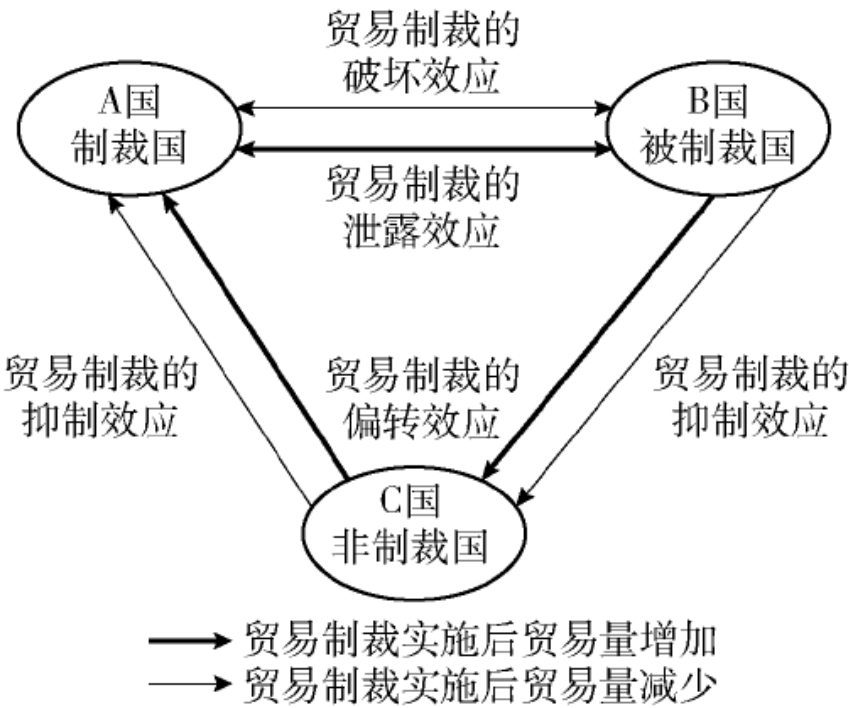 贸易制裁的
破坏效应
A国
制裁国
B国
被制裁国
贸易制裁的
泄露效应
贸易制裁的
抑制效应
贸易制裁的
偏转效应
贸易制裁的
抑制效应
C国
非制裁国
贸易制裁实施后贸易量增加
贸易制裁实施后贸易量减少